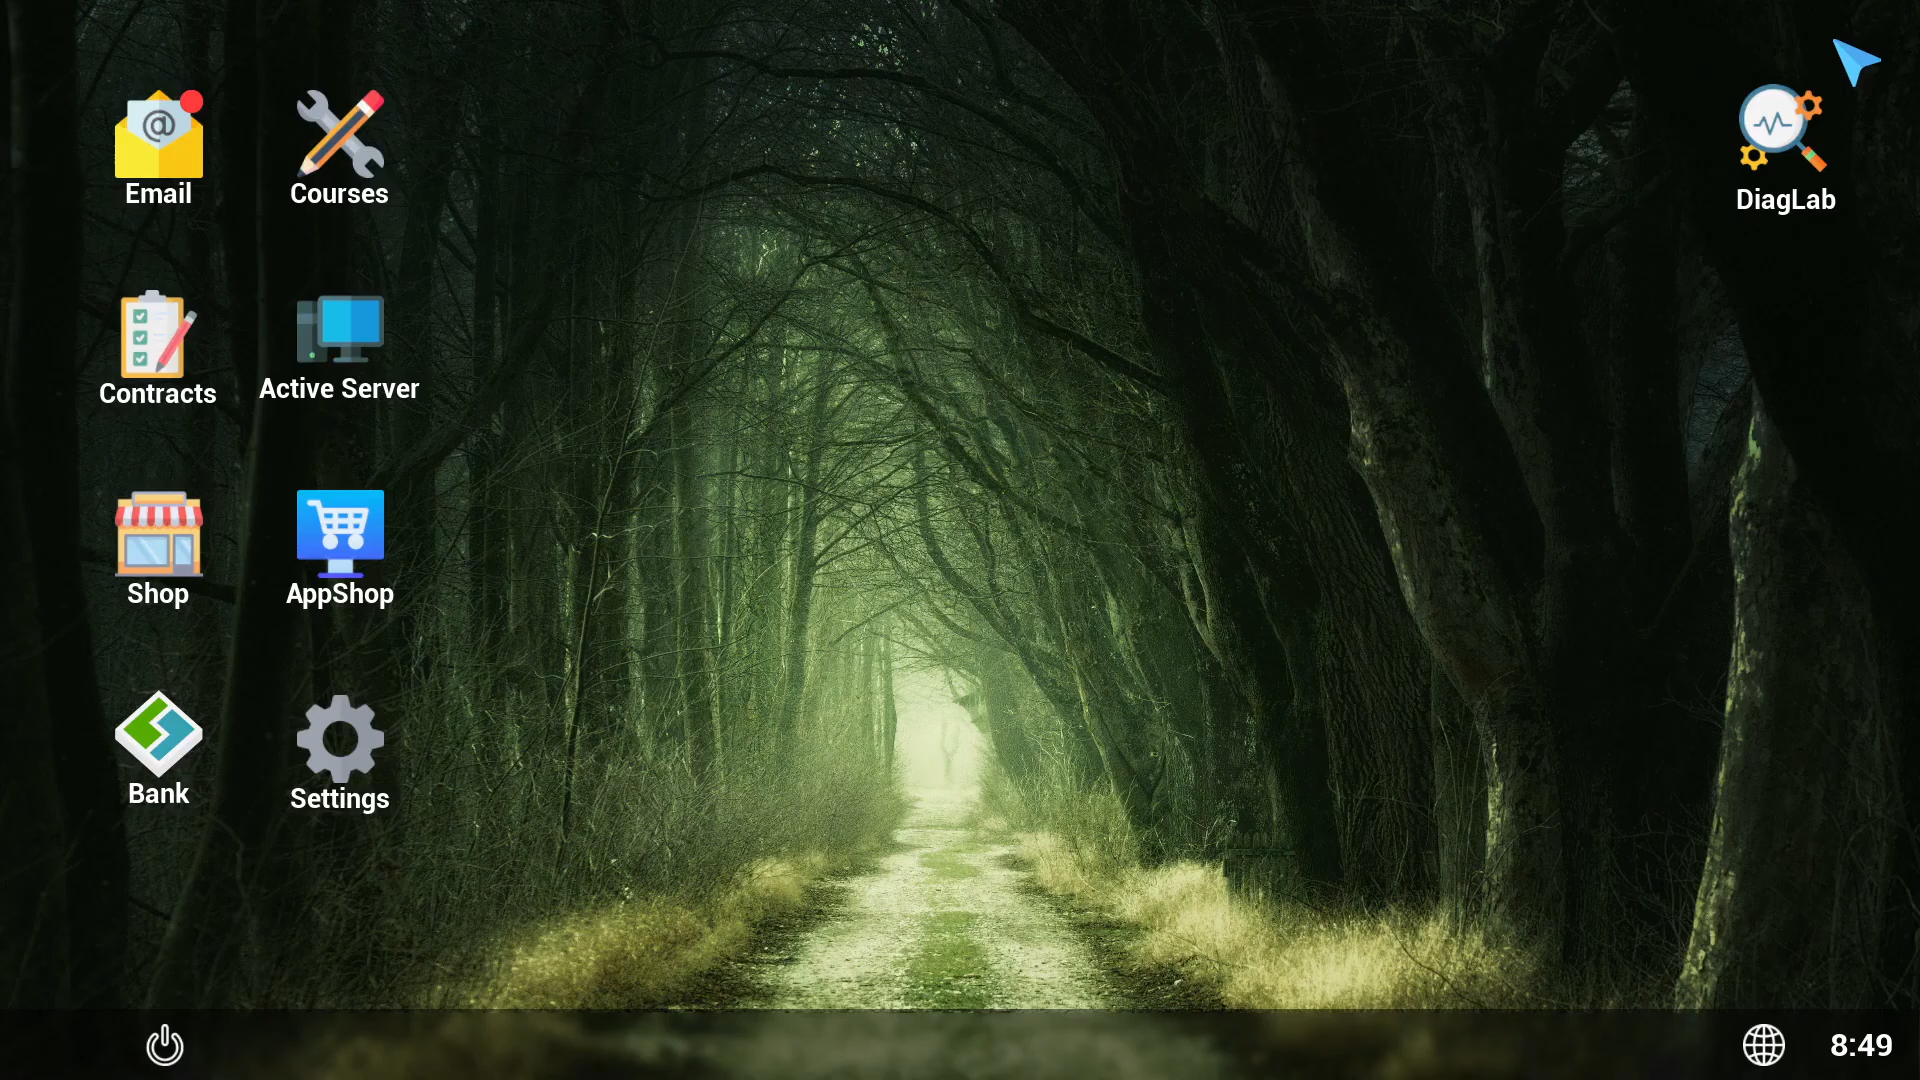 Email
Courses
DiagLab
Contracts
Active Server
Shop
AppShop
Bank
Settings
8:49